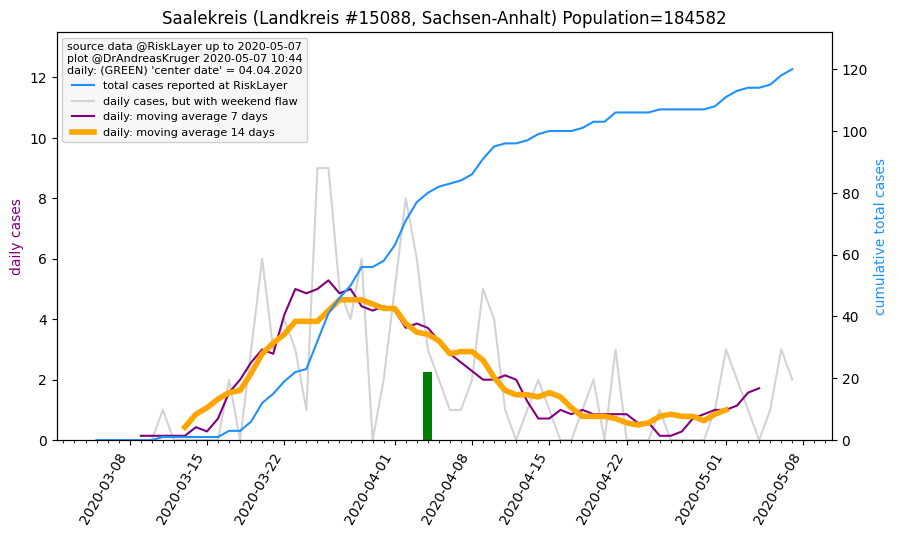 Saalekreis (Landkreis #15088, Sachsen-Anhalt) Population=184582
source data @RiskLayer up to 2020-05-07
plot @DrAndreasKruger 2020-05-07 10:44
daily: (GREEN) 'center date' = 04.04.2020
total cases reported at RiskLayer
daily cases, but with weekend flaw
daily: moving average 7 days
daily: moving average 14 days
daily cases
0
2
4
6
8
10
12
cumulative total cases
0
20
40
60
80
100
120
2020-03-08
2020-03-15
2020-03-22
2020-04-01
2020-04-08
2020-04-15
2020-04-22
2020-05-01
2020-05-08